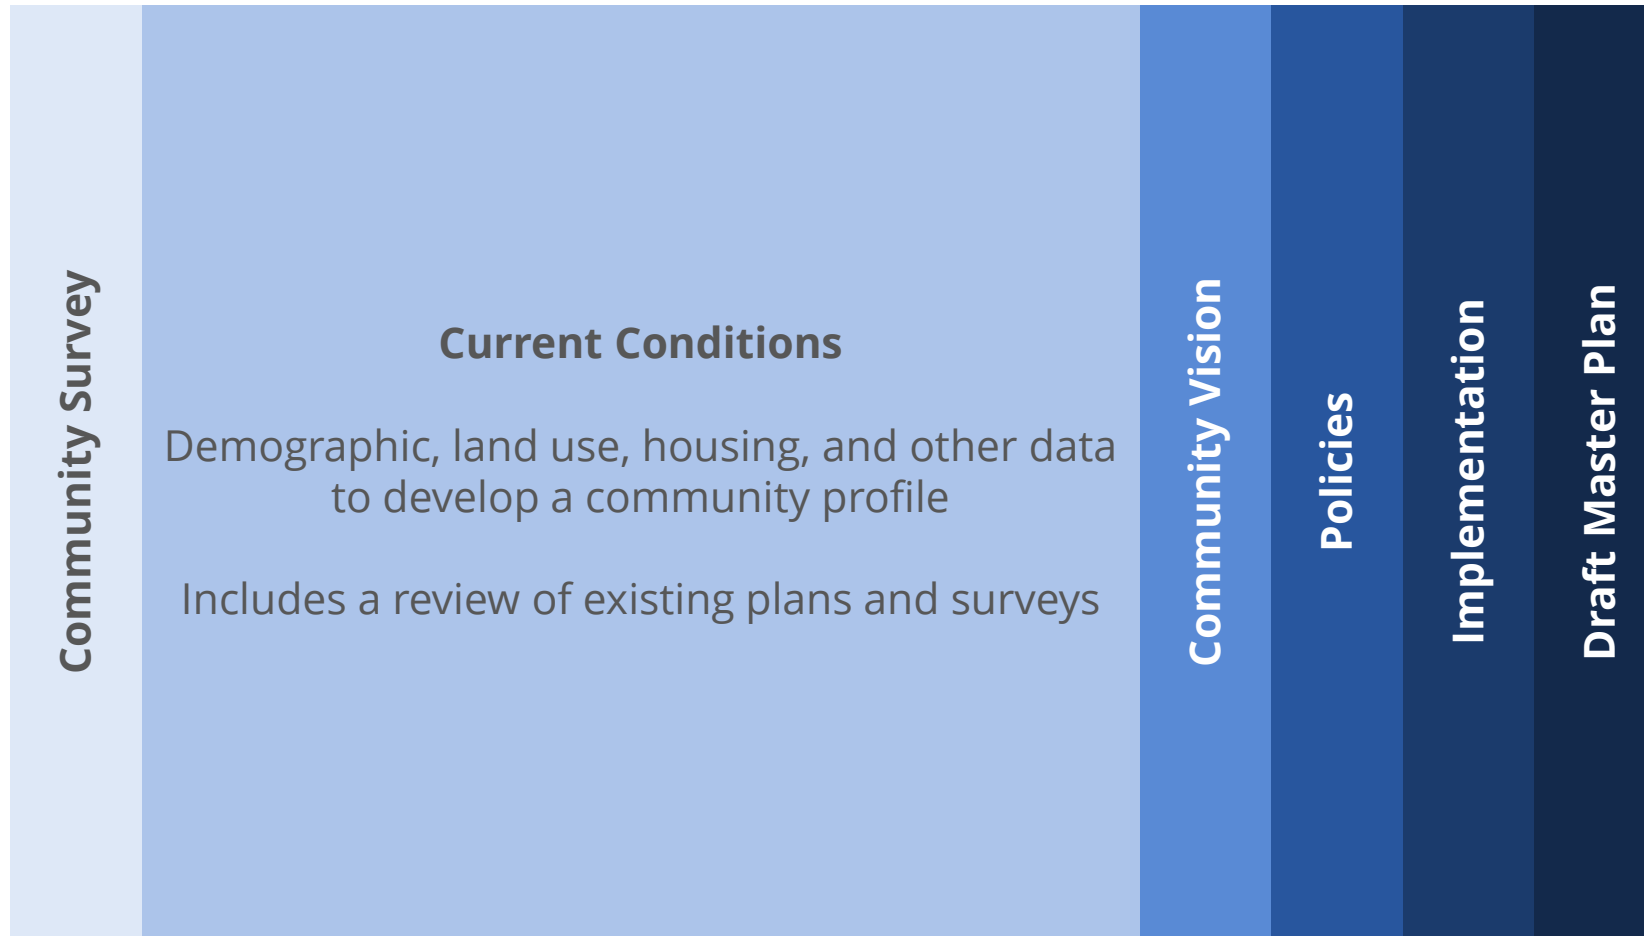 Community Survey
Current Conditions
Demographic, land use, housing, and other data
to develop a community profile
Includes a review of existing plans and surveys
Community Vision
Policies
Implementation
Draft Master Plan